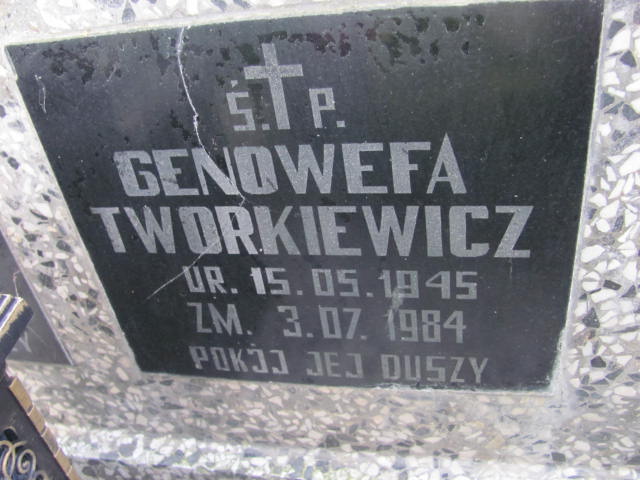 Ś. P.
GENOWEFA
TWORKIEWICZ
UR. 15.05.1945
ZM. 3.07.1984
POKÓJ JEJ DUSZY